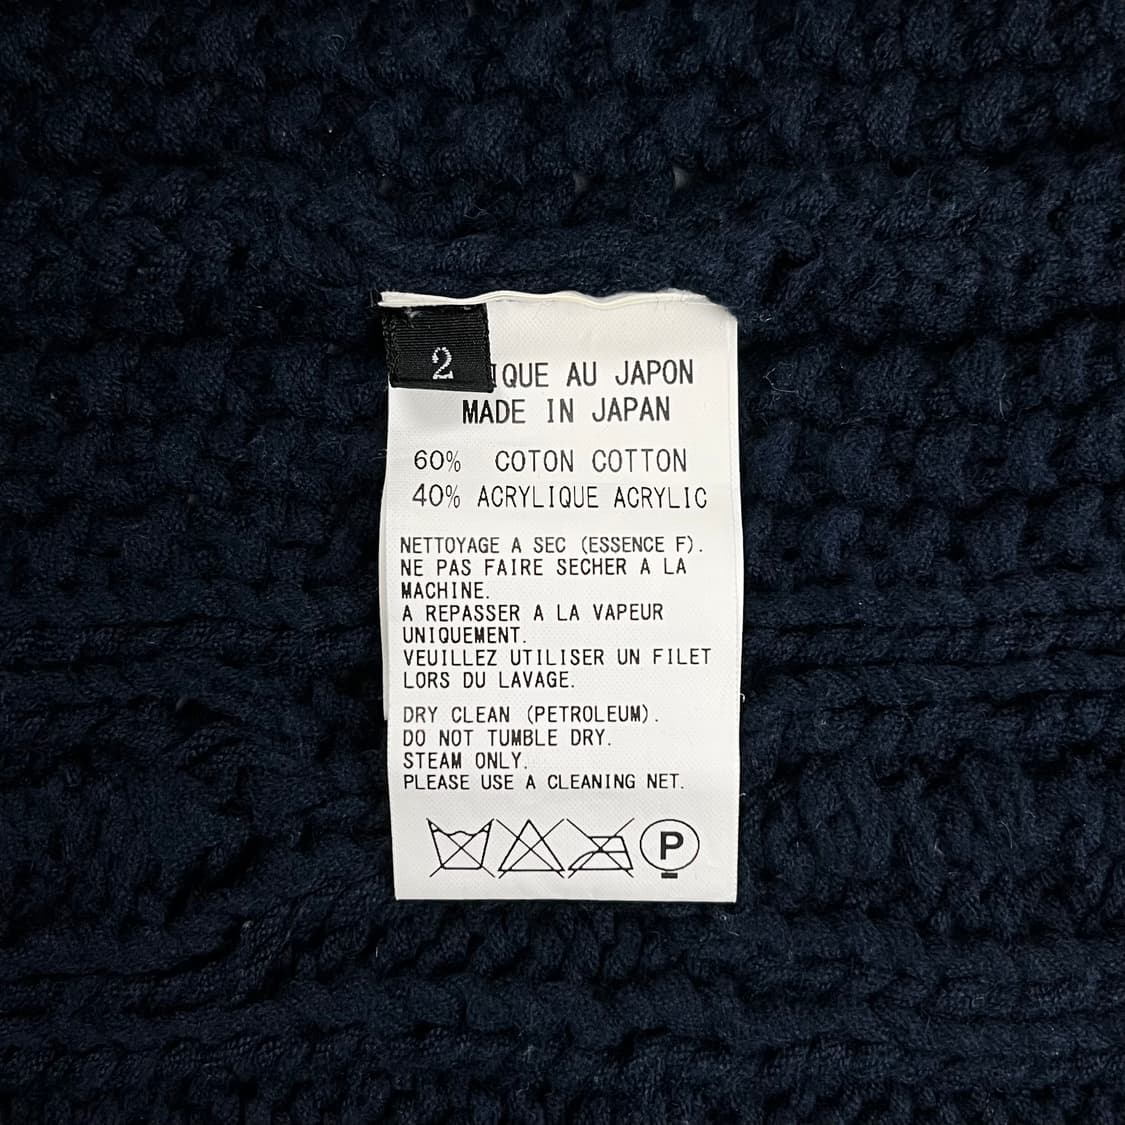 2
IQUE AU JAPON
MADE IN JAPAN
60% COTON COTTON
40% ACRYLIQUE ACRYLIC
NETTOYAGE A SEC (ESSENCE F).
NE PAS FAIRE SECHER A LA
MACHINE.
A REPASSER A LA VAPEUR
UNIQUEMENT.
VEUILLEZ UTILISER UN FILET
LORS DU LAVAGE.
DRY CLEAN (PETROLEUM).
DO NOT TUMBLE DRY.
STEAM ONLY.
PLEASE USE A CLEANING NET.
P